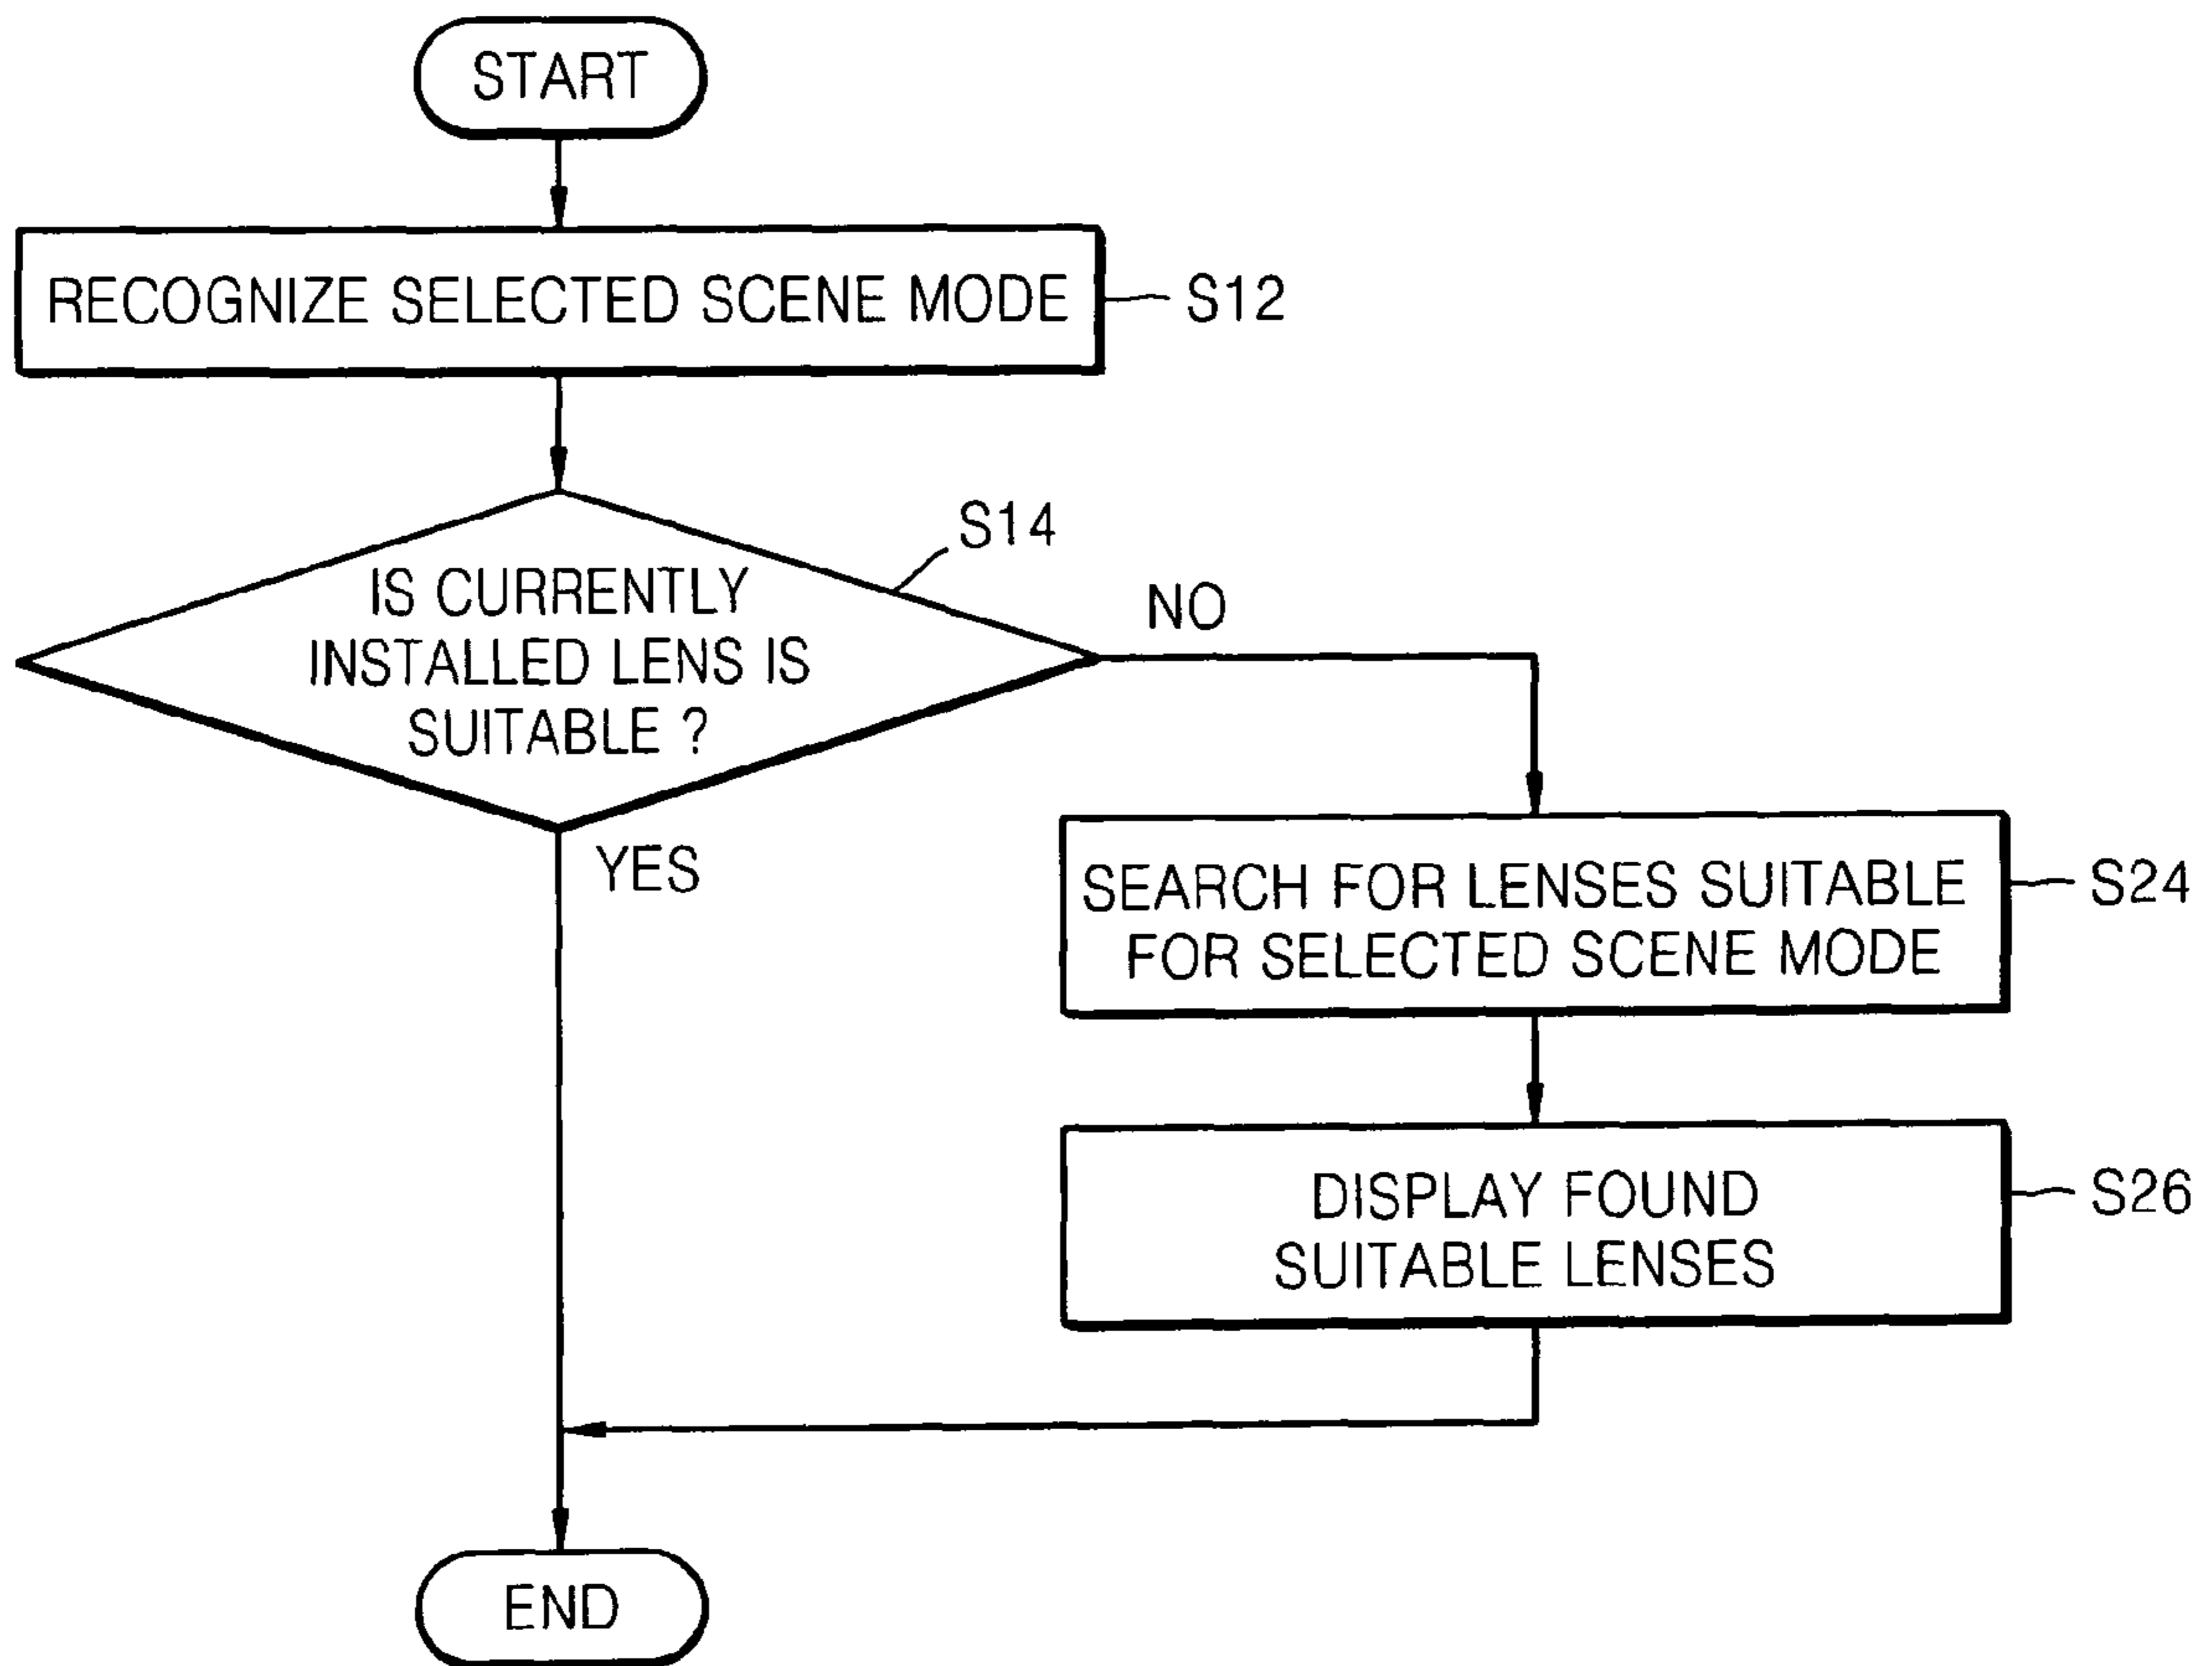 START
RECOGNIZE SELECTED SCENE MODE
S12
S14
IS CURRENTLY
INSTALLED LENS IS
SUITABLE ?
NO
YES
SEARCH FOR LENSES SUITABLE
FOR SELECTED SCENE MODE
S24
DISPLAY FOUND
SUITABLE LENSES
S26
END